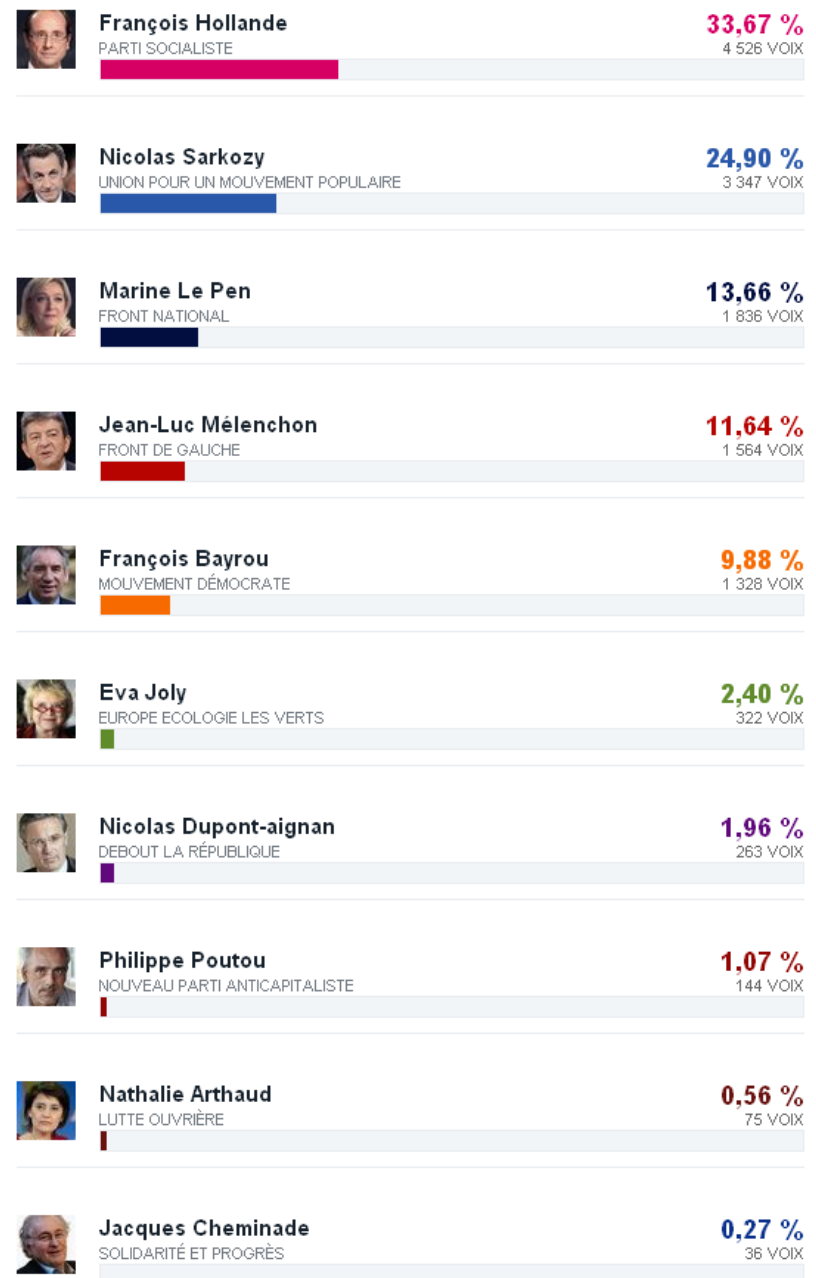 François Hollande
33,67 %
PARTI SOCIALISTE
4 526 VOIX
Nicolas Sarkozy
24,90 %
UNION POUR UN MOUVEMENT POPULAIRE
3 347 VOIX
Marine Le Pen
13,66 %
FRONT NATIONAL
1 836 VOIX
Jean-Luc Mélenchon
11,64 %
FRONT DE GAUCHE
1 564 VOIX
François Bayrou
9,88 %
MOUVEMENT DÉMOCRATE
1 328 VOIX
Eva Joly
2,40 %
EUROPE ECOLOGIE LES VERTS
322 VOIX
Nicolas Dupont-aignan
1,96 %
DEBOUT LA RÉPUBLIQUE
263 VOIX
Philippe Poutou
1,07 %
NOUVEAU PARTI ANTICAPITALISTE
144 VOIX
Nathalie Arthaud
0,56 %
LUTTE OUVRIÈRE
75 VOIX
Jacques Cheminade
0,27 %
SOLIDARITÉ ET PROGRÈS
36 VOIX